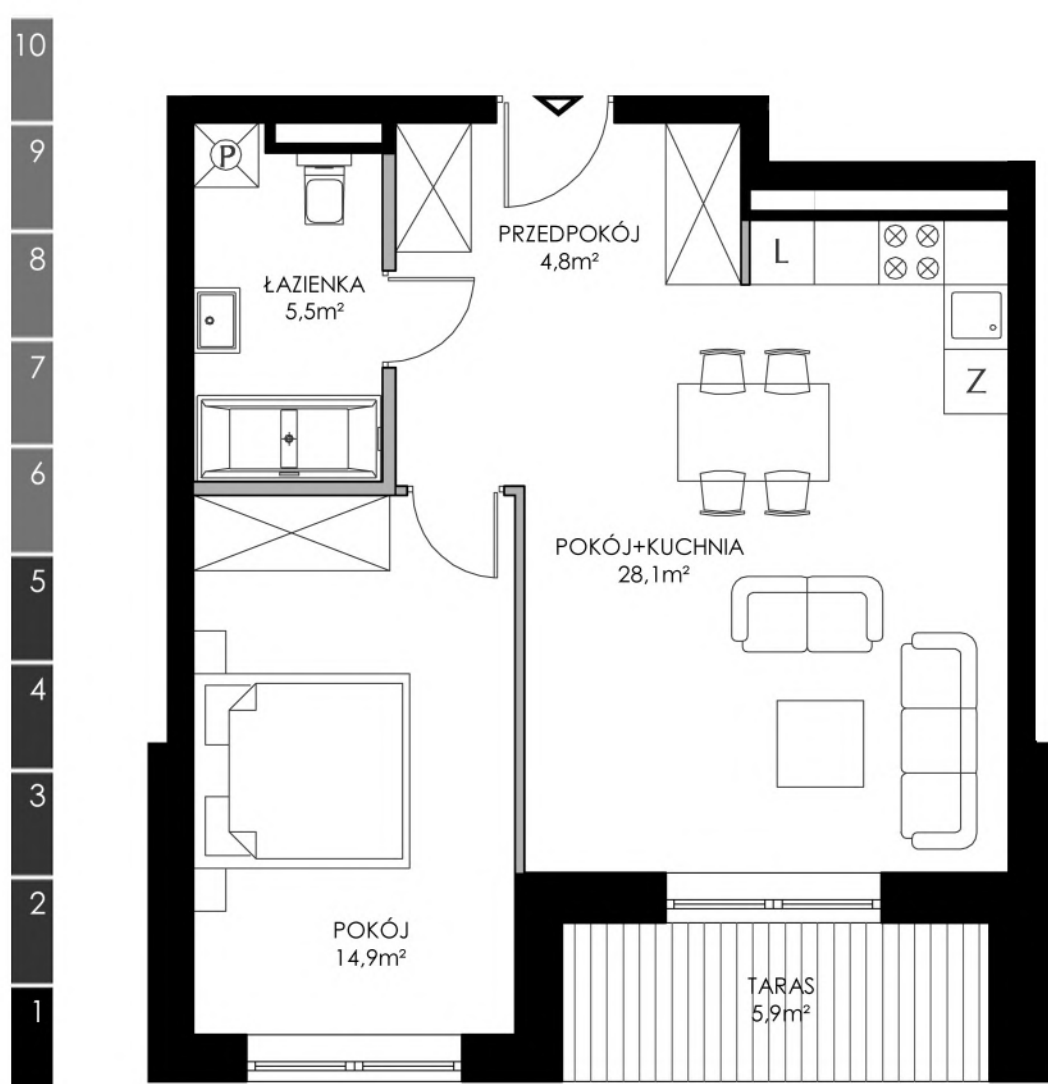 10
9
8
7
6
5
4
3
2
1
P
PRZEDPOKÓJ
4,8m²
L
ŁAZIENKA
5,5m²
Z
POKÓJ+KUCHNIA
28,1m²
POKÓJ
14,9m²
TARAS
5,9m²